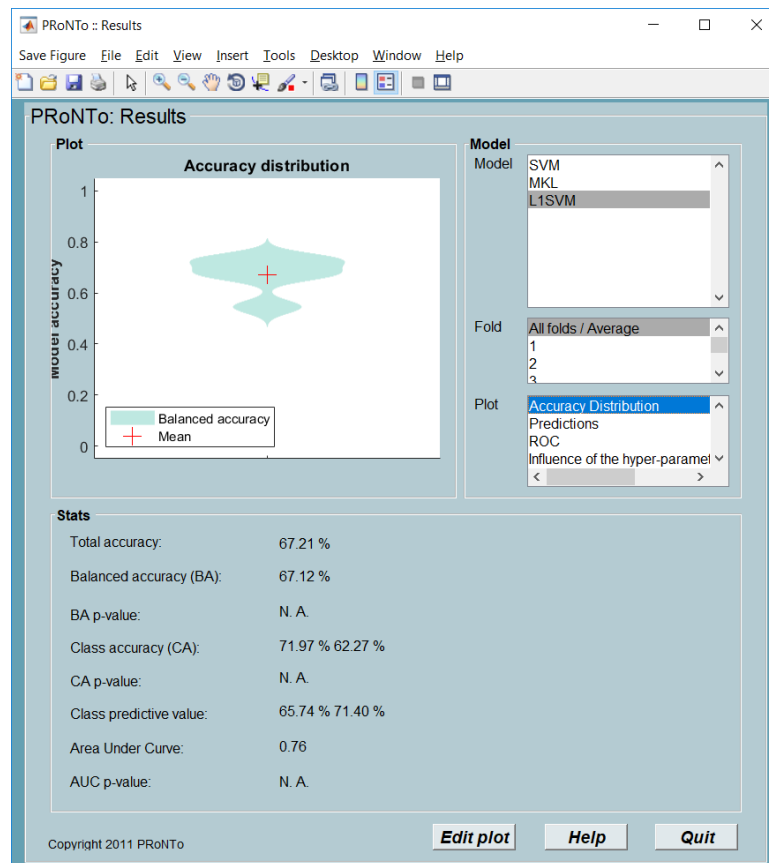 PRoNTo :: Results
Save Figure File Edit View Insert Tools Desktop Window Help
PRoNTo: Results
Plot
Accuracy distribution
Model accuracy
1
0.8
0.6
0.4
0.2
0
Balanced accuracy
Mean
Model
Model
SVM
MKL
L1SVM
Fold
All folds / Average
1
2
3
Plot
Accuracy Distribution
Predictions
ROC
Influence of the hyper-paramet
Stats
Total accuracy: 67.21 %
Balanced accuracy (BA): 67.12 %
BA p-value: N. A.
Class accuracy (CA): 71.97 % 62.27 %
CA p-value: N. A.
Class predictive value: 65.74 % 71.40 %
Area Under Curve: 0.76
AUC p-value: N. A.
Edit plot Help Quit
Copyright 2011 PRoNTo